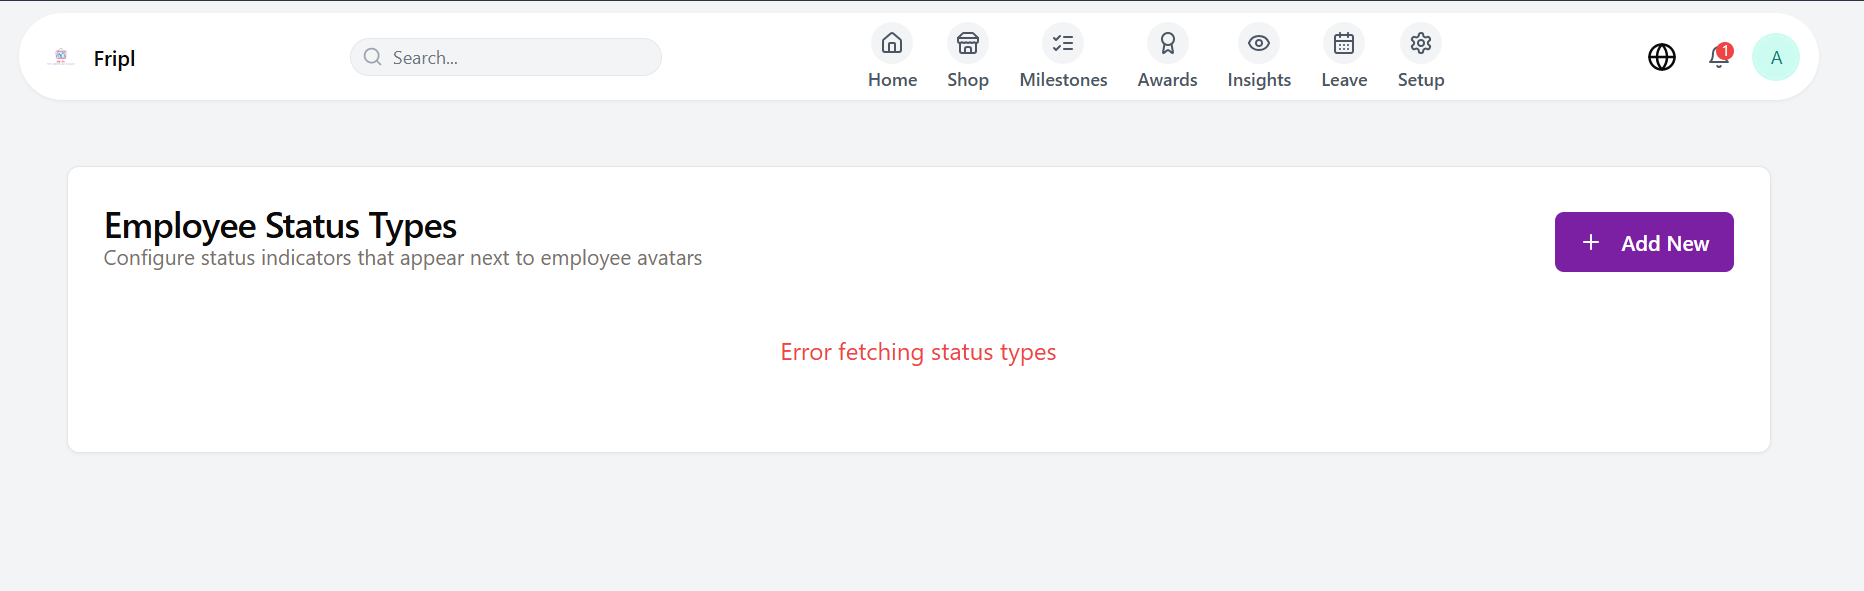 Fripl
Search...
Home
Shop
Milestones
Awards
Insights
Leave
Setup
1
A
Employee Status Types
Configure status indicators that appear next to employee avatars
Add New
Error fetching status types